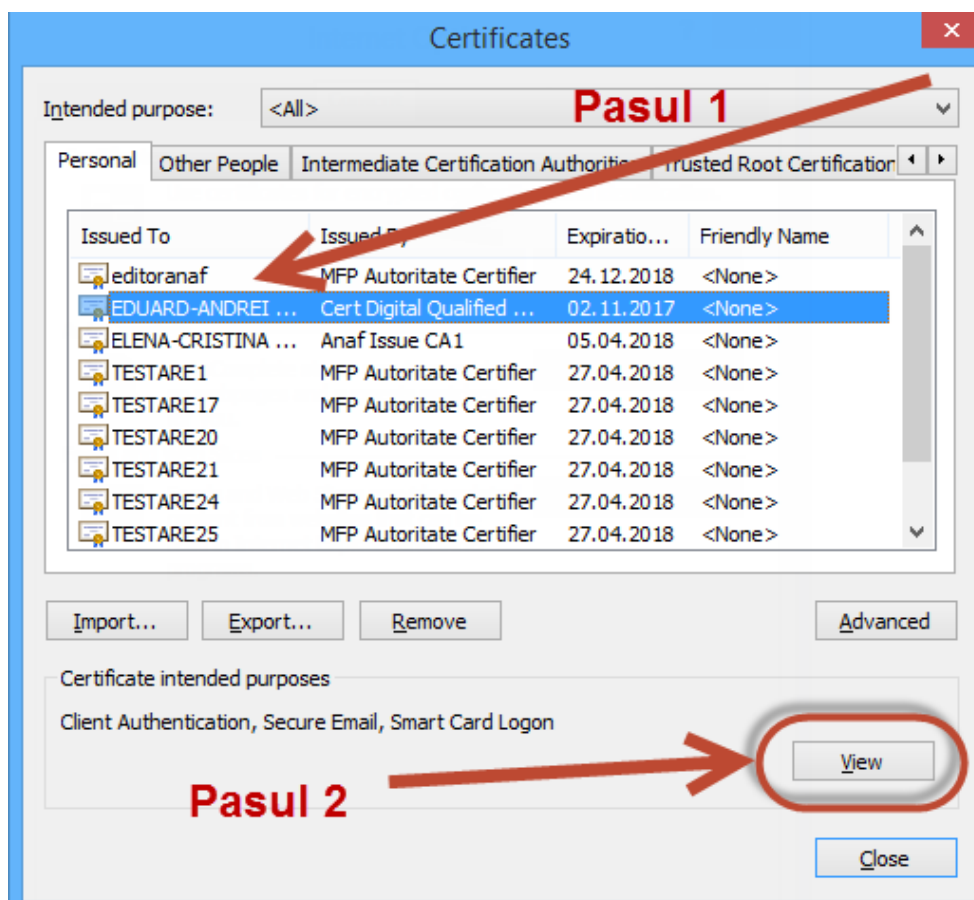 Certificates
Intended purpose: <All>
Pasul 1
Personal Other People Intermediate Certification Trusted Root Certification
Issued To Issued By Expiratio... Friendly Name
editoranaf MFP Autoritate Certifier 24.12.2018 <None>
EDUARD-ANDREI ... Cert Digital Qualified ... 02.11.2017 <None>
ELENA-CRISTINA ... Anaf Issue CA1 05.04.2018 <None>
TESTARE1 MFP Autoritate Certifier 27.04.2018 <None>
TESTARE17 MFP Autoritate Certifier 27.04.2018 <None>
TESTARE20 MFP Autoritate Certifier 27.04.2018 <None>
TESTARE21 MFP Autoritate Certifier 27.04.2018 <None>
TESTARE24 MFP Autoritate Certifier 27.04.2018 <None>
TESTARE25 MFP Autoritate Certifier 27.04.2018 <None>
Import... Export... Remove Advanced
Certificate intended purposes
Client Authentication, Secure Email, Smart Card Logon
View
Pasul 2
Close